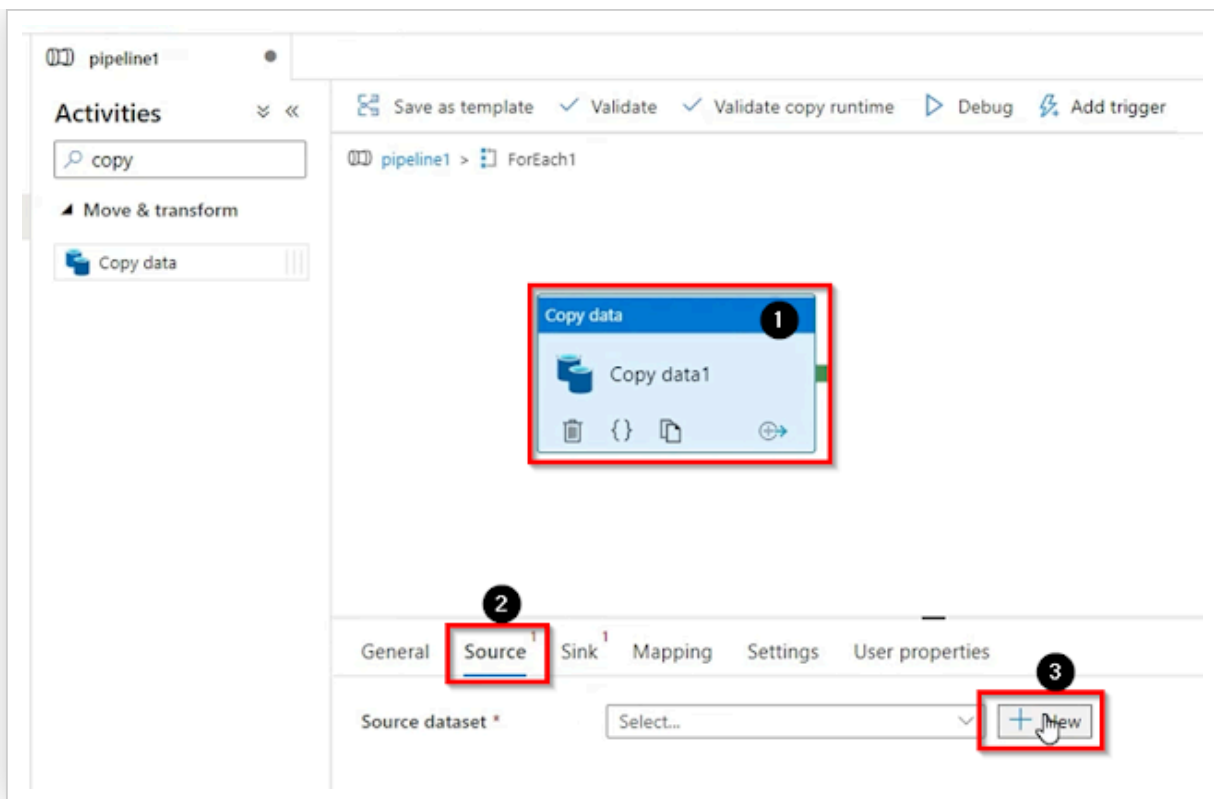 pipeline1
Activities
copy
Move & transform
Copy data
Save as template Validate Validate copy runtime Debug Add trigger
pipeline1 > ForEach1
Copy data 1
Copy data1
{}
2
General Source 1 Sink 1 Mapping Settings User properties
3
Source dataset * Select... + New